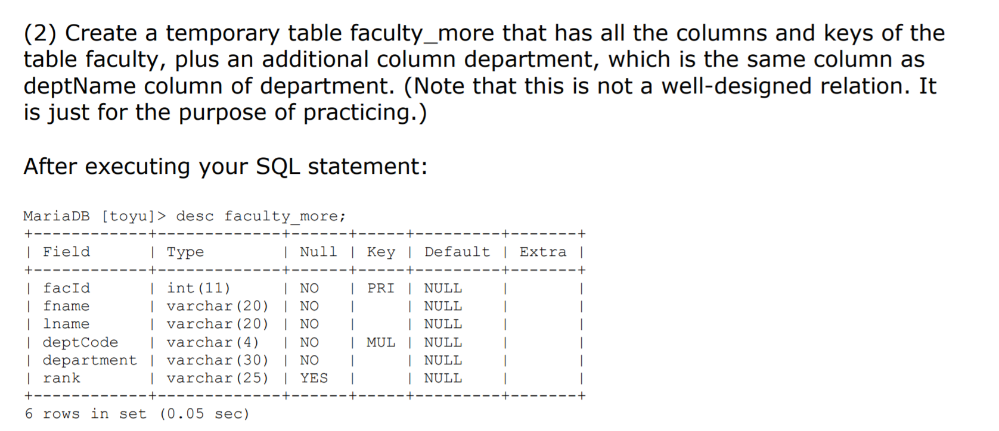 (2) Create a temporary table faculty_more that has all the columns and keys of the
table faculty, plus an additional column department, which is the same column as
deptName column of department. (Note that this is not a well-designed relation. It
is just for the purpose of practicing.)
After executing your SQL statement:
MariaDB [toyu]> desc faculty_more;
+------------+-------------+------+-----+---------+-------+
| Field      | Type        | Null | Key | Default | Extra |
+------------+-------------+------+-----+---------+-------+
| facId      | int(11)     | NO   | PRI | NULL    |       |
| fname      | varchar(20) | NO   |     | NULL    |       |
| lname      | varchar(20) | NO   |     | NULL    |       |
| deptCode   | varchar(4)  | NO   | MUL | NULL    |       |
| department | varchar(30) | NO   |     | NULL    |       |
| rank       | varchar(25) | YES  |     | NULL    |       |
+------------+-------------+------+-----+---------+-------+
6 rows in set (0.05 sec)